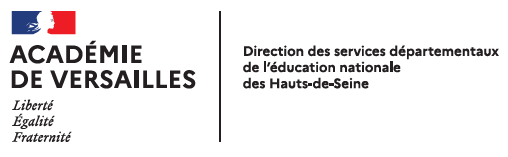 ACADÉMIE
DE VERSAILLES
Liberté
Égalité
Fraternité
Direction des services départementaux
de l'éducation nationale
des Hauts-de-Seine